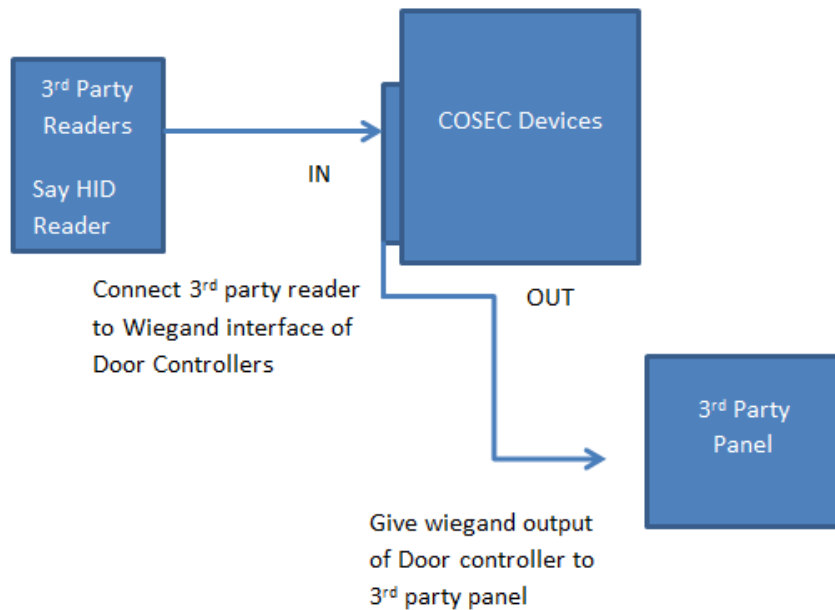 3rd Party
Readers
Say HID
Reader
COSEC Devices
IN
Connect 3rd party reader
to Wiegand interface of
Door Controllers
OUT
3rd Party
Panel
Give wiegand output
of Door controller to
3rd party panel